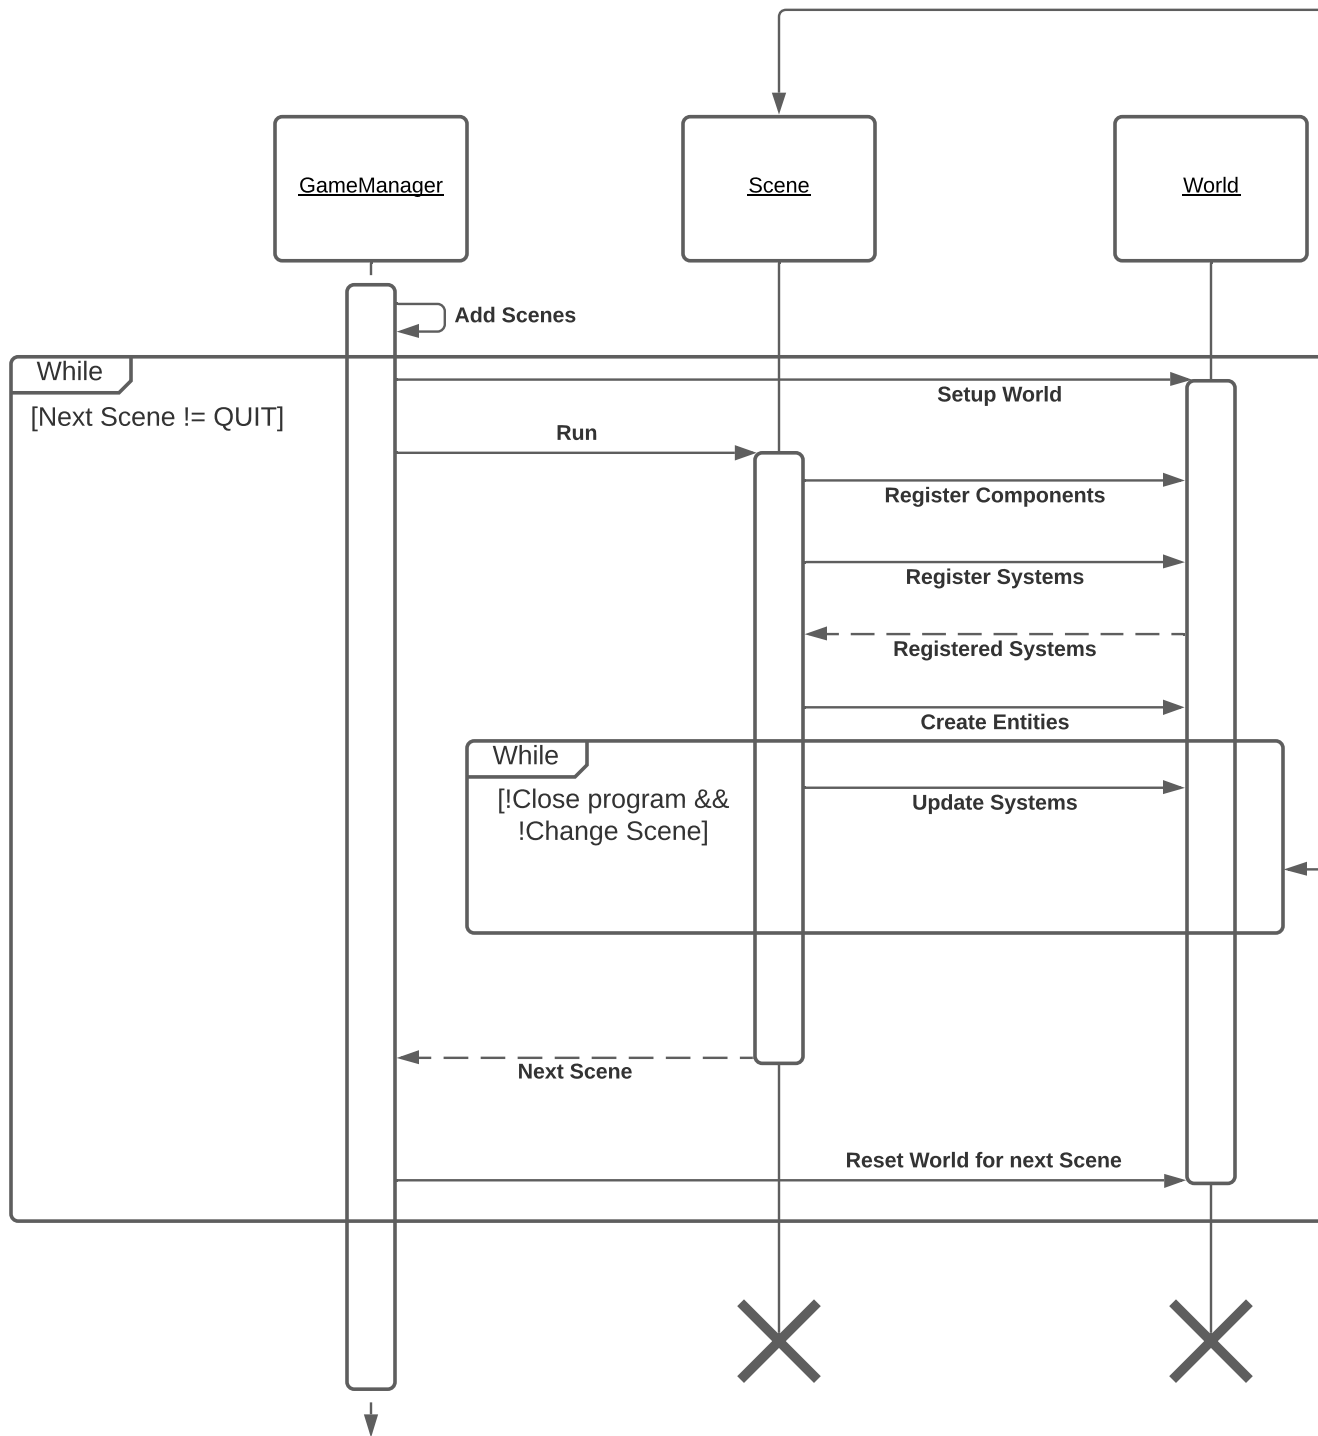 GameManager
Scene
World
Add Scenes
While
[Next Scene != QUIT]
Setup World
Run
Register Components
Register Systems
Registered Systems
Create Entities
While
[!Close program &&
!Change Scene]
Update Systems
Next Scene
Reset World for next Scene